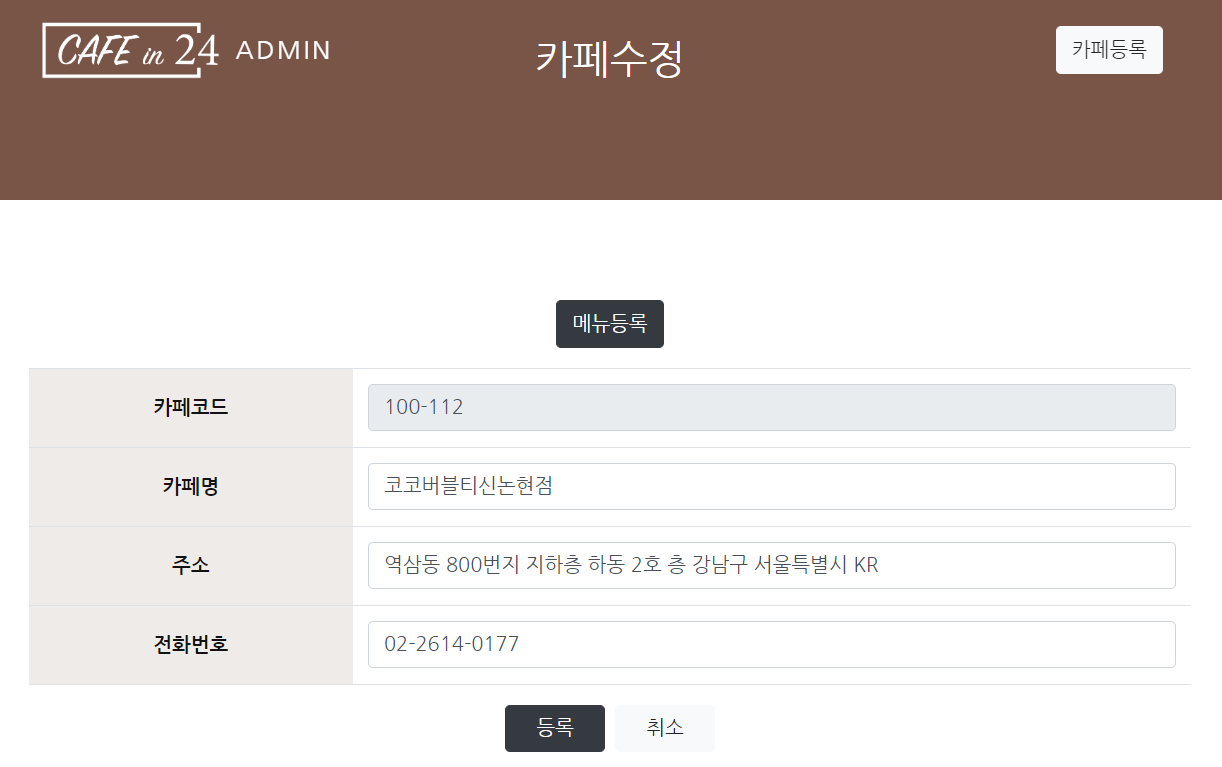 CAFE in 24 ADMIN
카페수정
카페등록
메뉴등록
카페코드 100-112
카페명 코코버블티신논현점
주소 역삼동 800번지 지하층 하동 2호 층 강남구 서울특별시 KR
전화번호 02-2614-0177
등록 취소